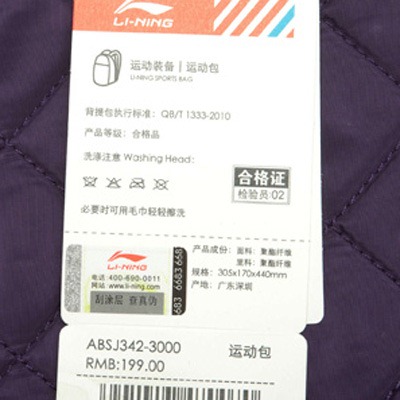 LI-NING
运动装备 | 运动包
LI-NING SPORTS BAG
背提包执行标准: QB/T 1333-2010
产品等级: 合格品
洗涤注意 Washing Head:
合格证
检验员:02
必要时可用毛巾轻轻擦洗
LI-NING
电话 400-690-0011
网站 www.li-ning.com
刮涂层 查真伪
683 6683 668
产品成份: 面料: 聚酯纤维
里料: 聚酯纤维
规格: 305x170x440mm
产地: 广东深圳
ABSJ342-3000 运动包
RMB:199.00